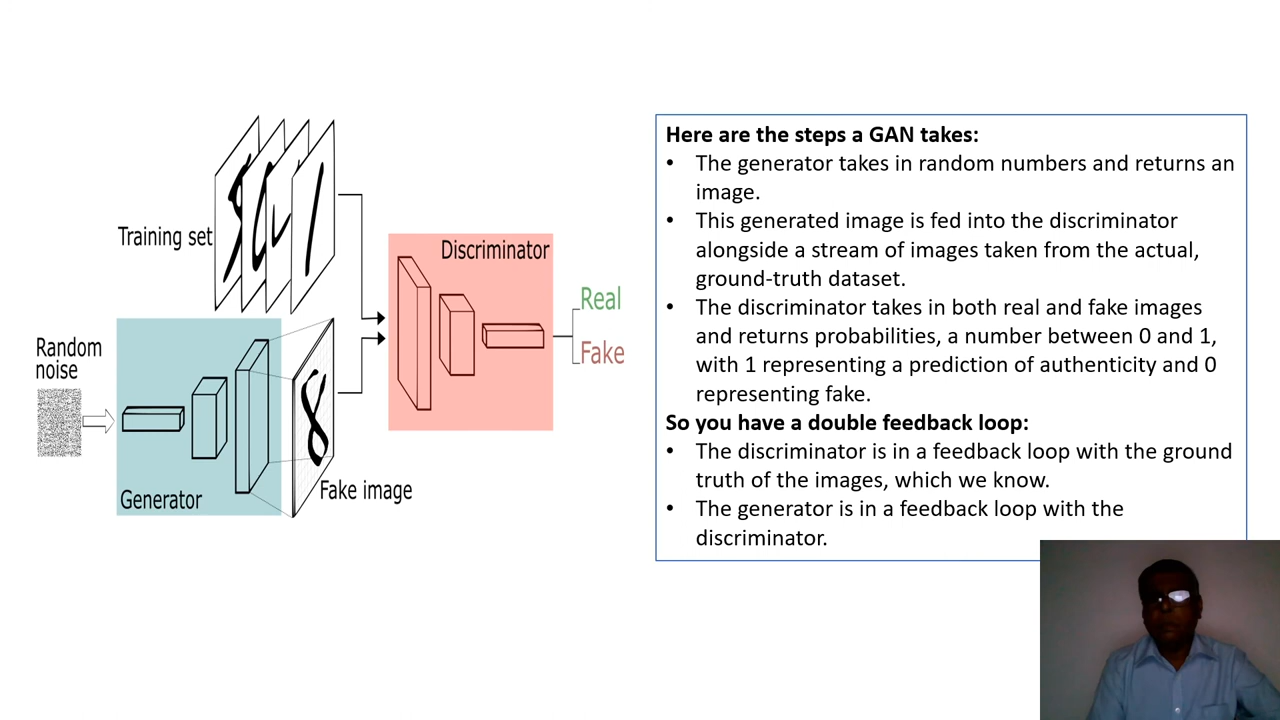 Training set
Discriminator
Real
Fake
Random
noise
Generator
Fake image
Here are the steps a GAN takes:
• The generator takes in random numbers and returns an
image.
• This generated image is fed into the discriminator
alongside a stream of images taken from the actual,
ground-truth dataset.
• The discriminator takes in both real and fake images
and returns probabilities, a number between 0 and 1,
with 1 representing a prediction of authenticity and 0
representing fake.
So you have a double feedback loop:
• The discriminator is in a feedback loop with the ground
truth of the images, which we know.
• The generator is in a feedback loop with the
discriminator.